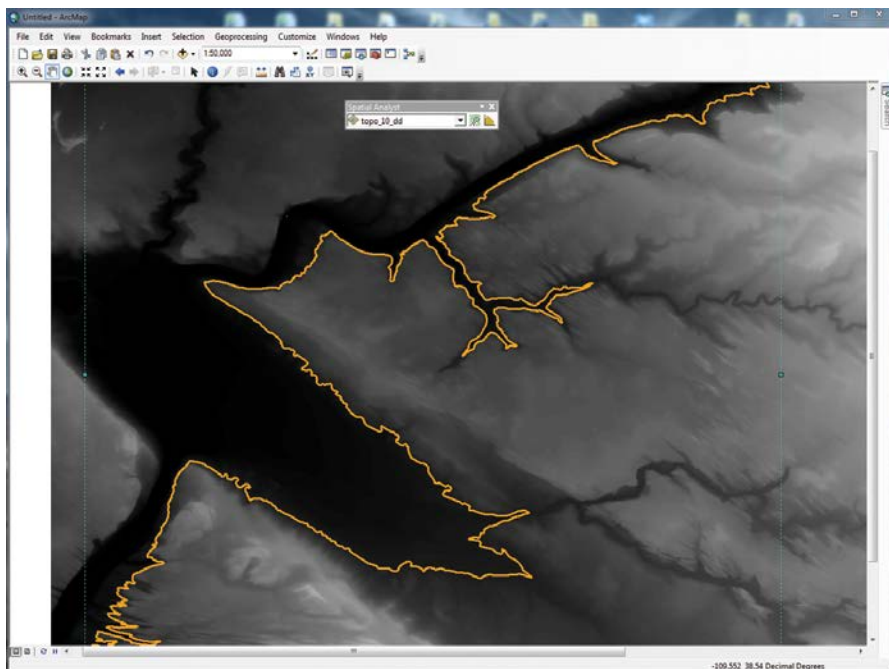 Untitled - ArcMap
File Edit View Bookmarks Insert Selection Geoprocessing Customize Windows Help
1:50,000
Spatial Analyst
topo_10_dd
Search
-109.552 38.54 Decimal Degrees